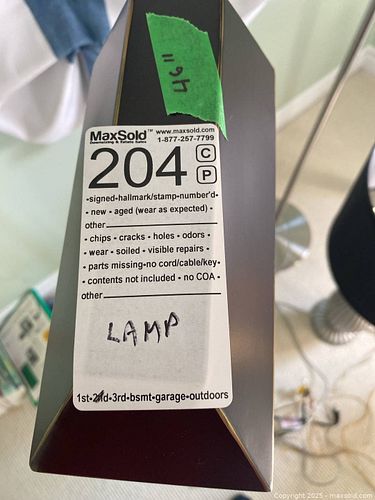 46"
MaxSold™ www.maxsold.com
Downsizing & Estate Sales 1-877-257-7799
204 C
P
•signed-hallmark/stamp-number'd•
• new - aged (wear as expected) •
other
• chips - cracks - holes - odors -
• wear - soiled - visible repairs -
• parts missing-no cord/cable/key•
• contents not included - no COA •
other
LAMP
1st•2nd•3rd•bsmt•garage•outdoors
Copyright 2025 - maxsold.com